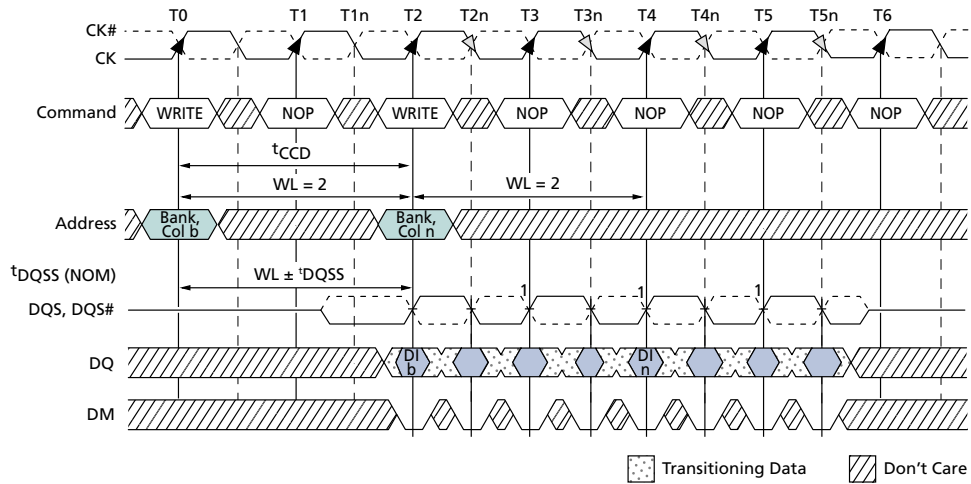 T0 T1 T1n T2 T2n T3 T3n T4 T4n T5 T5n T6
CK#
CK
Command WRITE NOP WRITE NOP NOP NOP NOP
tCCD
WL = 2 WL = 2
Address Bank, Col b Bank, Col n
tDQSS (NOM) WL ± tDQSS
DQS, DQS# 1 1 1
DQ DI b DI n
DM
Transitioning Data Don't Care